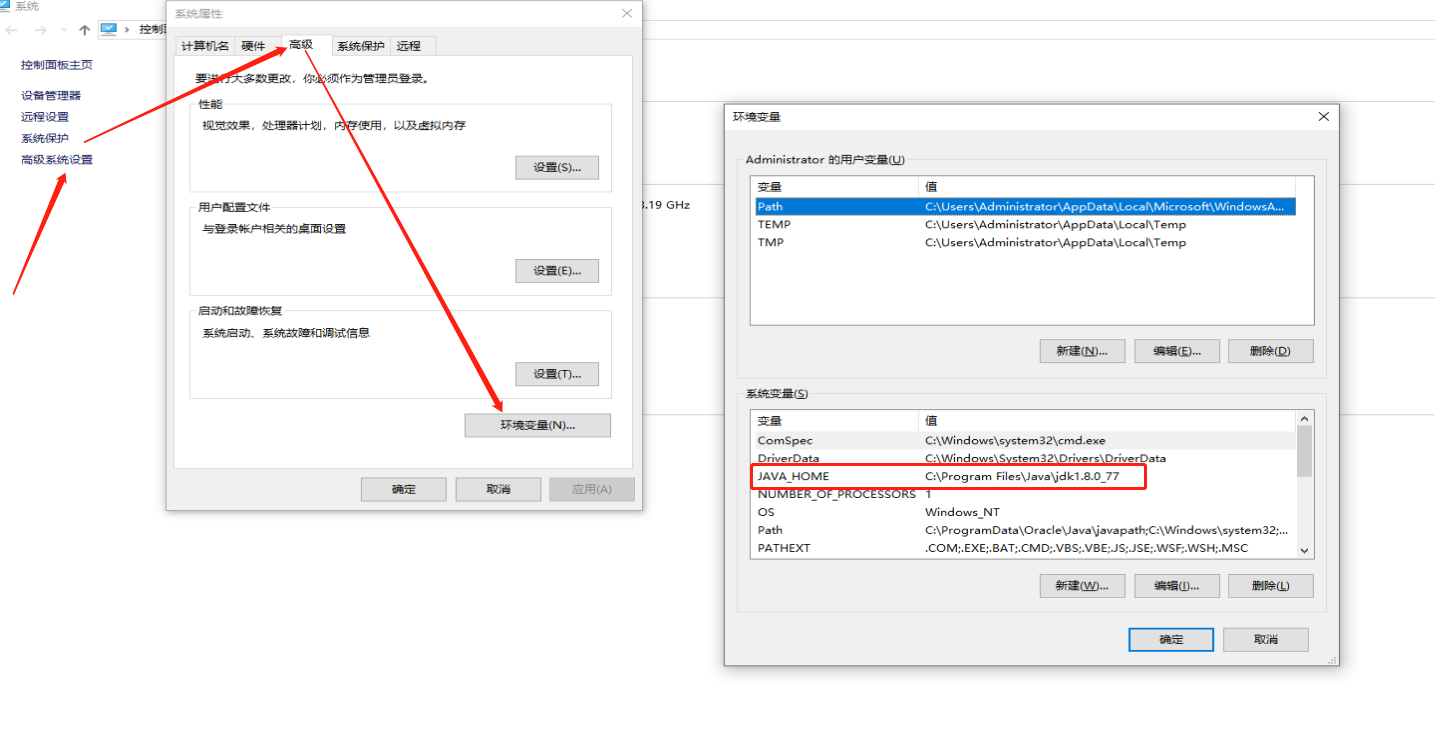 系统
控制面板主页
设备管理器
远程设置
系统保护
高级系统设置
系统属性
计算机名
硬件
高级
系统保护
远程
要进行大多数更改，你必须作为管理员登录。
性能
视觉效果，处理器计划，内存使用，以及虚拟内存
设置(S)...
用户配置文件
与登录帐户相关的桌面设置
设置(E)...
启动和故障恢复
系统启动、系统故障和调试信息
设置(T)...
环境变量(N)...
确定
取消
应用(A)
.19 GHz
环境变量
Administrator 的用户变量(U)
变量 值
Path C:\Users\Administrator\AppData\Local\Microsoft\WindowsA...
TEMP C:\Users\Administrator\AppData\Local\Temp
TMP C:\Users\Administrator\AppData\Local\Temp
新建(N)...
编辑(E)...
删除(D)
系统变量(S)
变量 值
ComSpec C:\Windows\system32\cmd.exe
DriverData C:\Windows\System32\Drivers\DriverData
JAVA_HOME C:\Program Files\Java\jdk1.8.0_77
NUMBER_OF_PROCESSORS 1
OS Windows_NT
Path C:\ProgramData\Oracle\Java\javapath;C:\Windows\system32;...
PATHEXT .COM;.EXE;.BAT;.CMD;.VBS;.VBE;.JS;.JSE;.WSF;.WSH;.MSC
新建(W)...
编辑(I)...
删除(L)
确定
取消